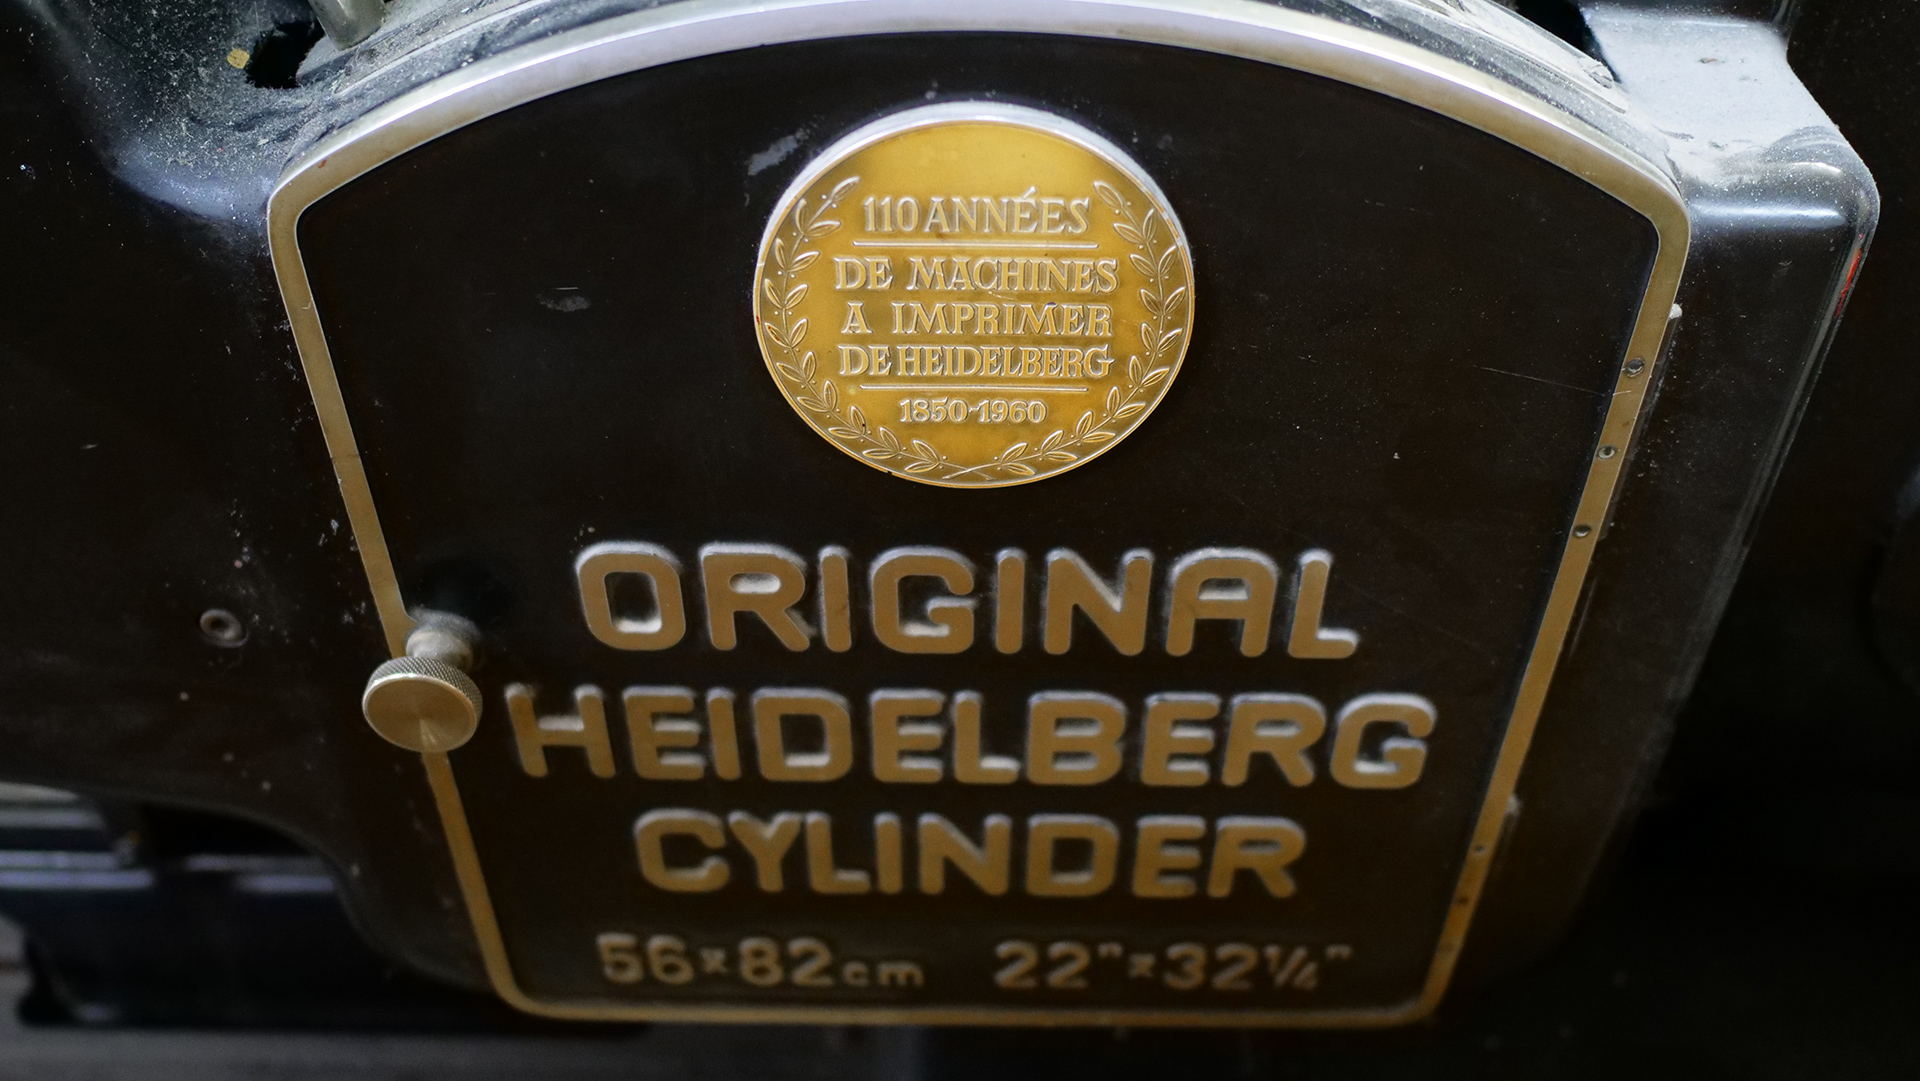 110 ANNÉES
DE MACHINES
A IMPRIMER
DE HEIDELBERG
1850-1960
ORIGINAL
HEIDELBERG
CYLINDER
56x82cm 22"x32¼"